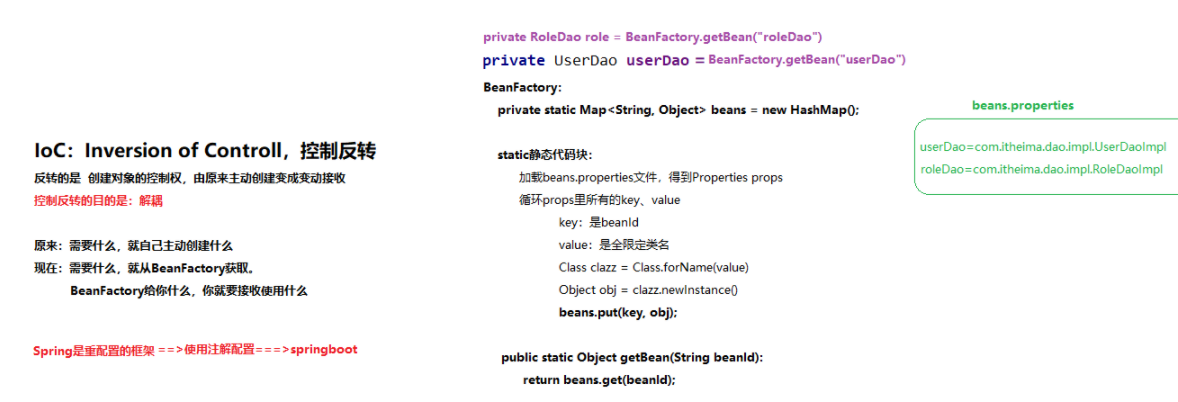 IoC：Inversion of Controll，控制反转
反转的是 创建对象的控制权，由原来主动创建变成变动接收
控制反转的目的是：解耦
原来：需要什么，就自己主动创建什么
现在：需要什么，就从BeanFactory获取。
BeanFactory给你什么，你就要接收使用什么
Spring是重配置的框架 ==>使用注解配置===>springboot
private RoleDao role = BeanFactory.getBean("roleDao")
private UserDao userDao = BeanFactory.getBean("userDao")
BeanFactory:
private static Map<String, Object> beans = new HashMap();
static静态代码块：
加载beans.properties文件，得到Properties props
循环props里所有的key、value
key：是beanId
value：是全限定类名
Class clazz = Class.forName(value)
Object obj = clazz.newInstance()
beans.put(key, obj);
public static Object getBean(String beanId):
return beans.get(beanId);
beans.properties
userDao=com.itheima.dao.impl.UserDaoImpl
roleDao=com.itheima.dao.impl.RoleDaoImpl